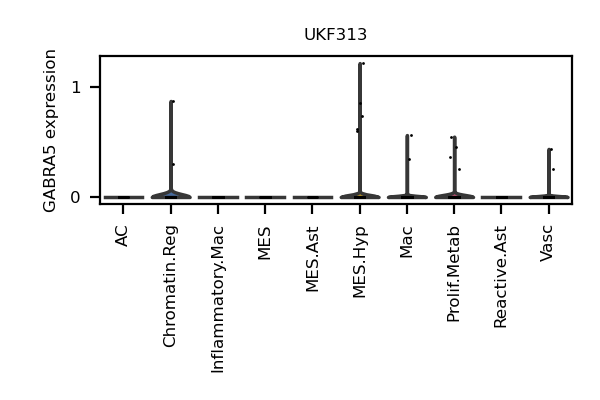 UKF313
GABRA5 expression
1
0
AC
Chromatin.Reg
Inflammatory.Mac
MES
MES.Ast
MES.Hyp
Mac
Prolif.Metab
Reactive.Ast
Vasc